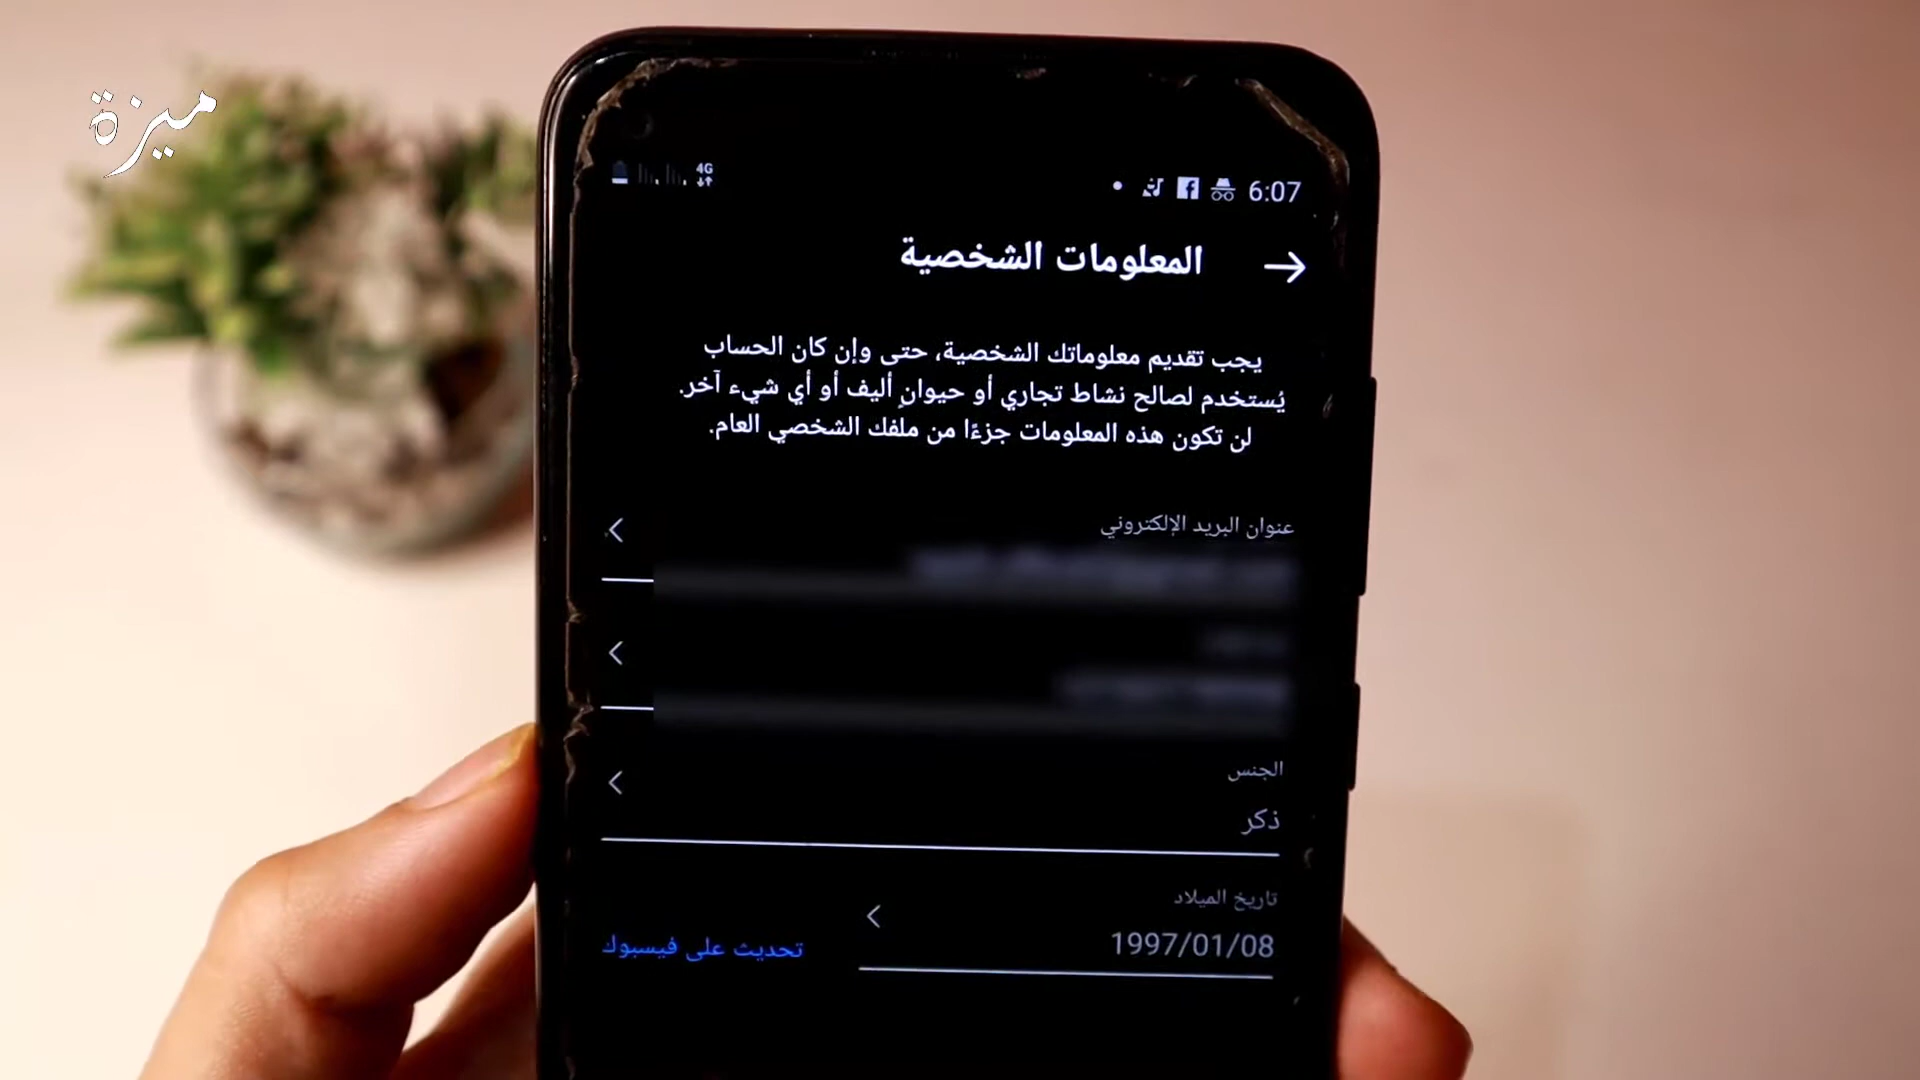 ميزة
4G
6:07
المعلومات الشخصية
يجب تقديم معلوماتك الشخصية، حتى وإن كان الحساب
يُستخدم لصالح نشاط تجاري أو حيوانٍ أليف أو أي شيء آخر.
لن تكون هذه المعلومات جزءًا من ملفك الشخصي العام.
عنوان البريد الإلكتروني
الجنس
ذكر
تاريخ الميلاد
1997/01/08
تحديث على فيسبوك